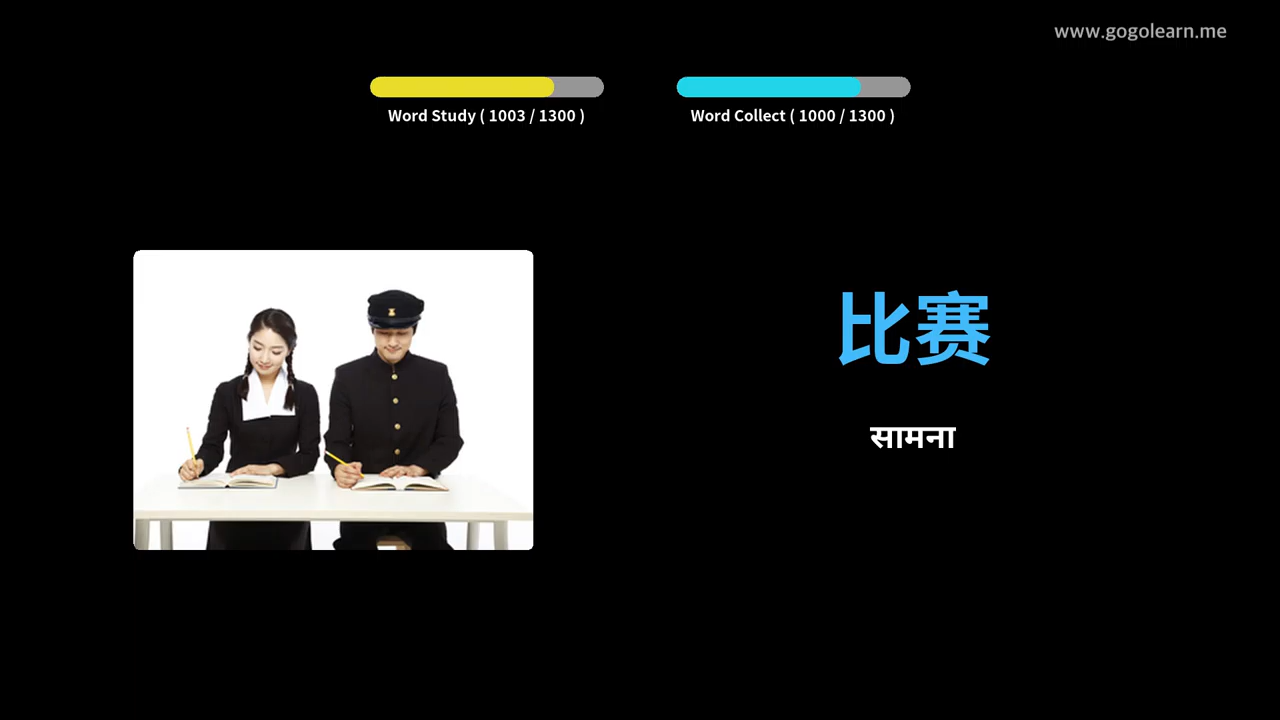 www.gogolearn.me
Word Study ( 1003 / 1300 )
Word Collect ( 1000 / 1300 )
比赛
सामना